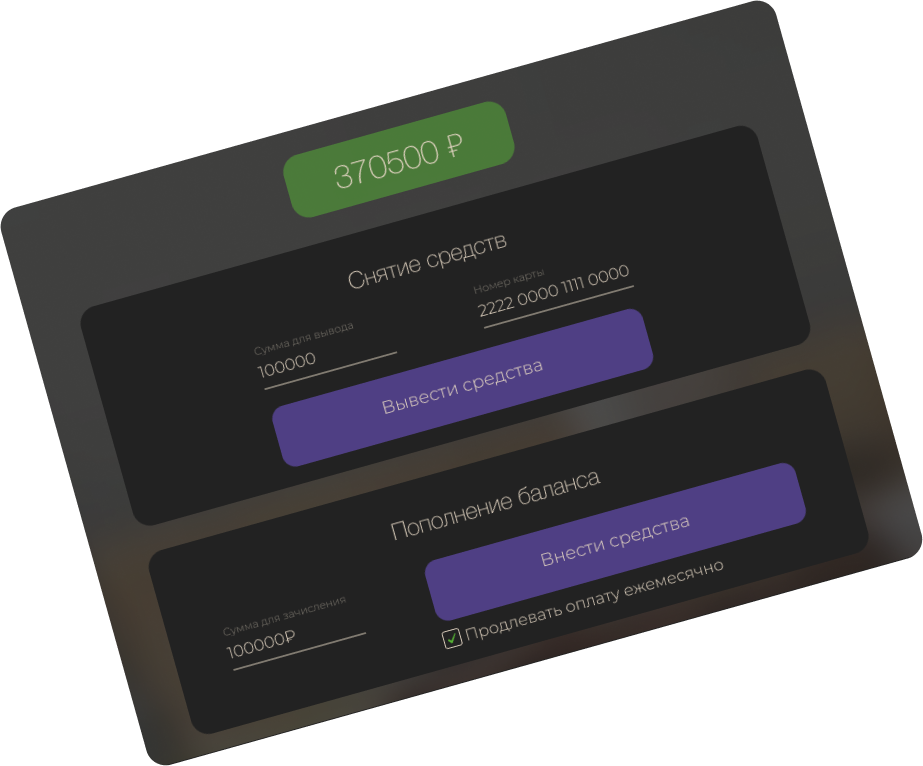 370500 ₽
Снятие средств
Сумма для вывода
100000
Номер карты
2222 0000 1111 0000
Вывести средства
Пополнение баланса
Сумма для зачисления
100000₽
Внести средства
Продлевать оплату ежемесячно